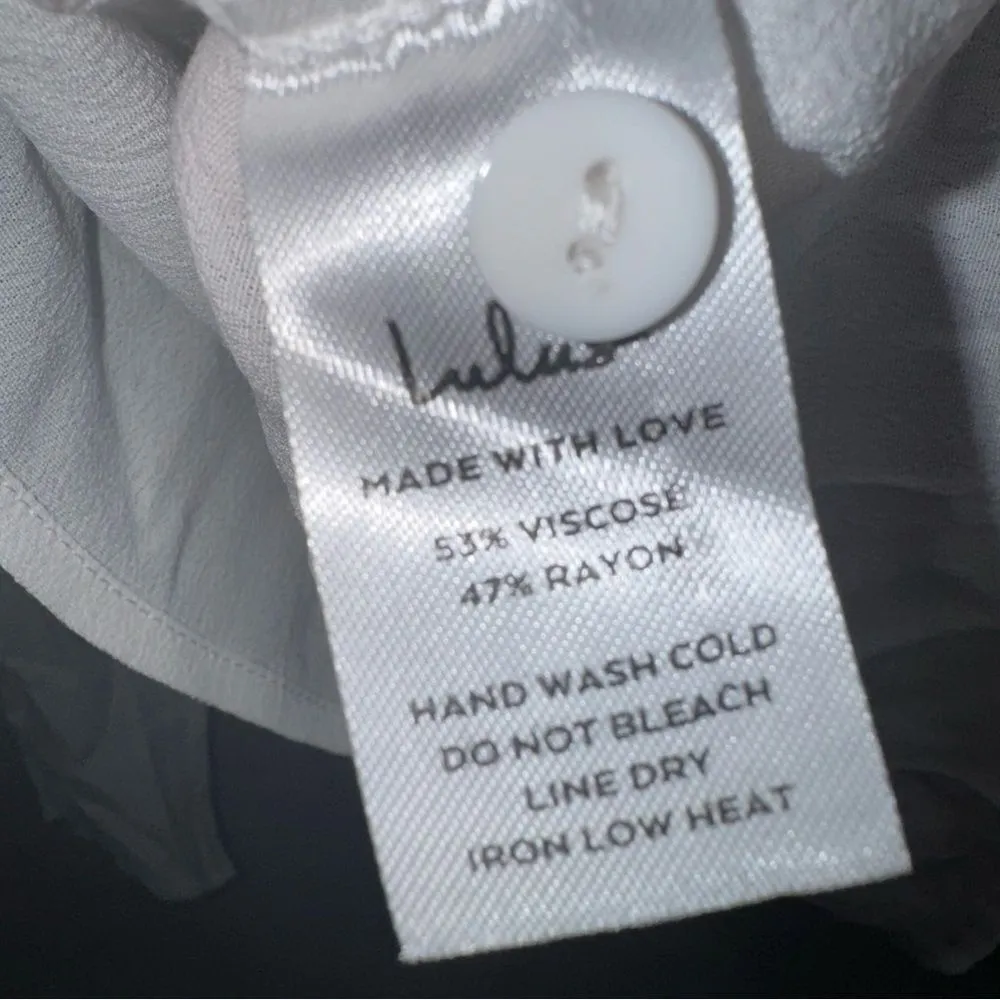 Lulus
MADE WITH LOVE
53% VISCOSE
47% RAYON
HAND WASH COLD
DO NOT BLEACH
LINE DRY
IRON LOW HEAT